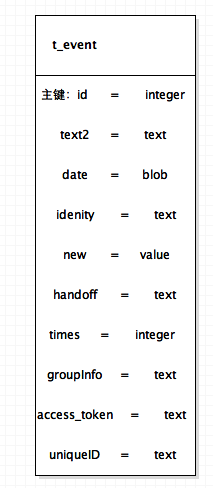 t_event
主键：id = integer
text2 = text
date = blob
idenity = text
new = value
handoff = text
times = integer
groupInfo = text
access_token = text
uniqueID = text